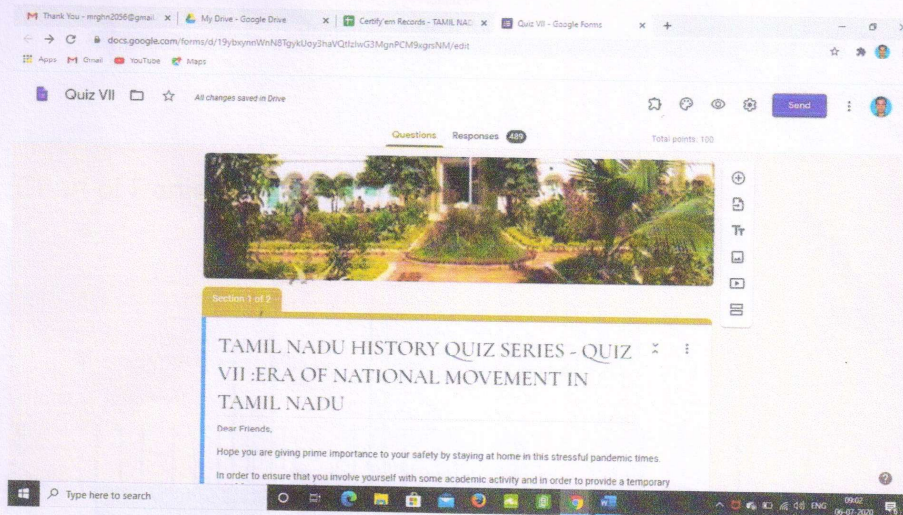 Thank You - mrghn2056@gmail.
My Drive - Google Drive
Certify'em Records - TAMIL NAD
Quiz VII - Google Forms
docs.google.com/forms/d/
Apps
Gmail
YouTube
Maps
Quiz VII
All changes saved in Drive
Send
Questions
Responses
489
Total points: 100
Section 1 of 2
TAMIL NADU HISTORY QUIZ SERIES - QUIZ
VII :ERA OF NATIONAL MOVEMENT IN
TAMIL NADU
Dear Friends,
Hope you are giving prime importance to your safety by staying at home in this stressful pandemic times
In order to ensure that you involve yourself with some academic activity and in order to provide a temporary
Type here to search
ENG
09:02
06-07-2020